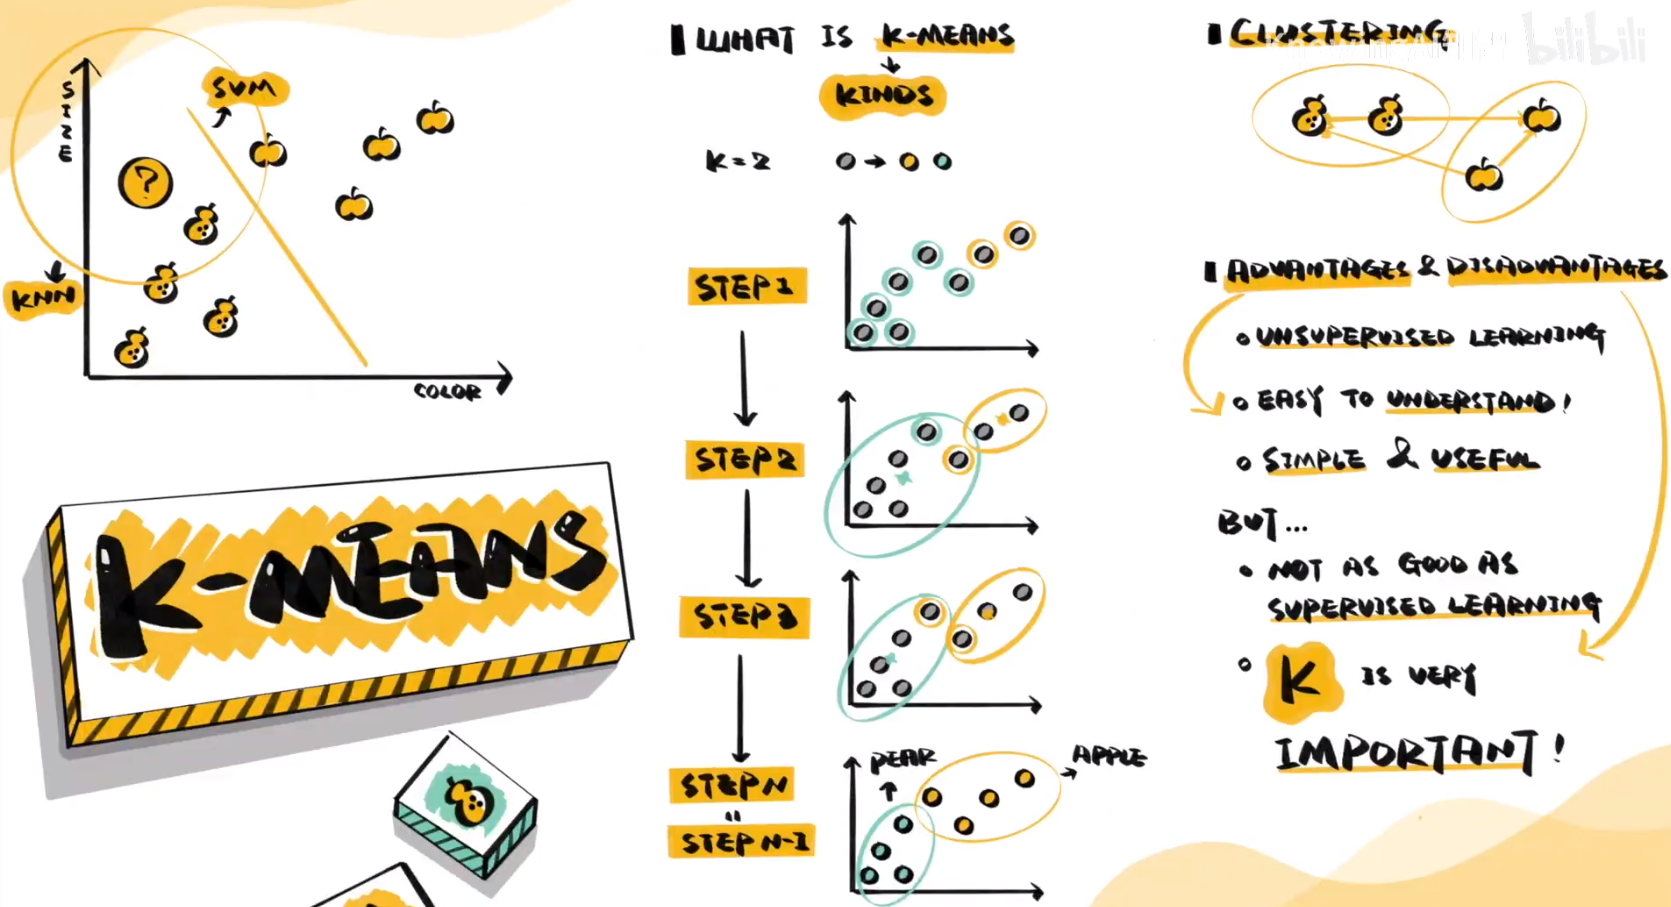 SIZE
SVM
?
KNN
COLOR
K-MEANS
WHAT IS K-MEANS
KINDS
K=2
STEP1
STEP2
STEP3
STEPN
"
STEPN-1
PEAR
APPLE
CLUSTERING
bilibili
ADVANTAGES & DISADVANTAGES
UNSUPERVISED LEARNING
EASY TO UNDERSTAND!
SIMPLE & USEFUL
BUT...
NOT AS GOOD AS
SUPERVISED LEARNING
K IS VERY
IMPORTANT!